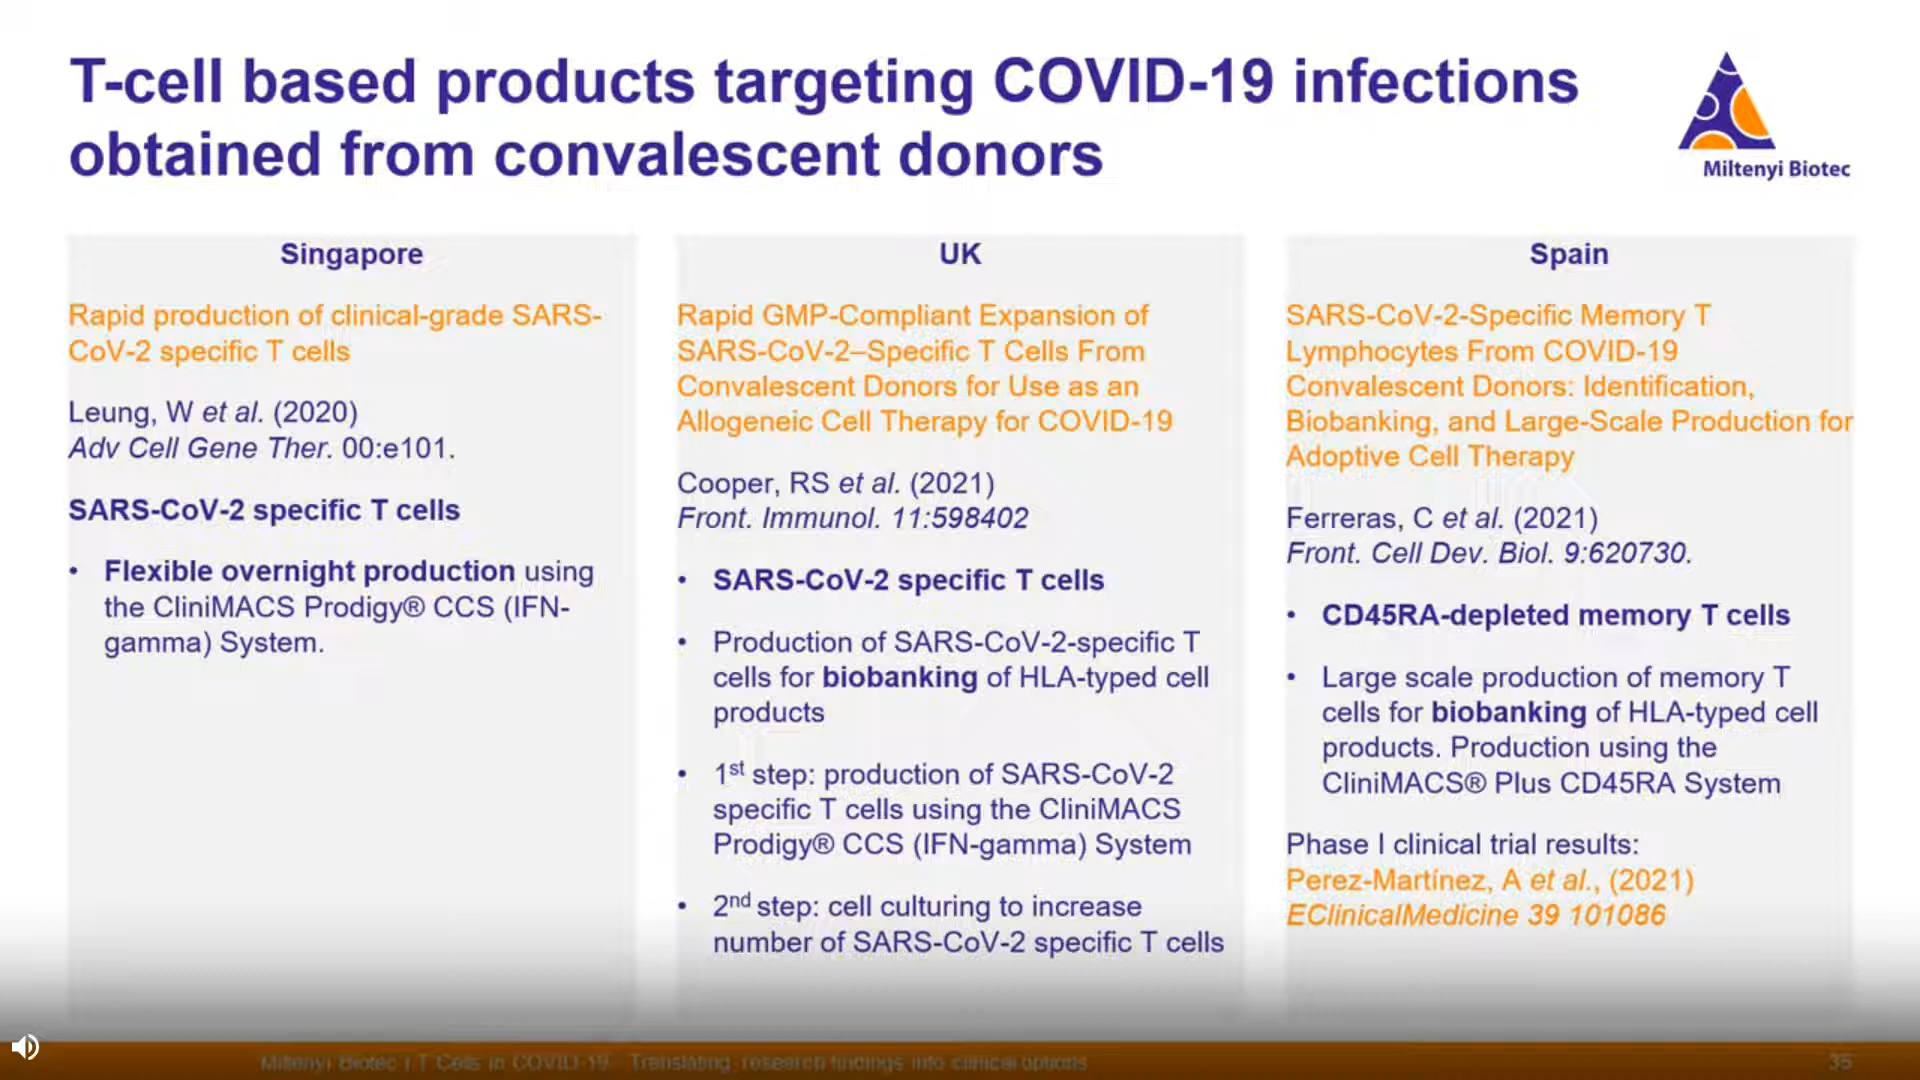 T-cell based products targeting COVID-19 infections
obtained from convalescent donors
Miltenyi Biotec
Singapore
Rapid production of clinical-grade SARS-
CoV-2 specific T cells
Leung, W et al. (2020)
Adv Cell Gene Ther. 00:e101.
SARS-CoV-2 specific T cells
• Flexible overnight production using
the CliniMACS Prodigy® CCS (IFN-
gamma) System.
UK
Rapid GMP-Compliant Expansion of
SARS-CoV-2–Specific T Cells From
Convalescent Donors for Use as an
Allogeneic Cell Therapy for COVID-19
Cooper, RS et al. (2021)
Front. Immunol. 11:598402
• SARS-CoV-2 specific T cells
• Production of SARS-CoV-2-specific T
cells for biobanking of HLA-typed cell
products
• 1st step: production of SARS-CoV-2
specific T cells using the CliniMACS
Prodigy® CCS (IFN-gamma) System
• 2nd step: cell culturing to increase
number of SARS-CoV-2 specific T cells
Spain
SARS-CoV-2-Specific Memory T
Lymphocytes From COVID-19
Convalescent Donors: Identification,
Biobanking, and Large-Scale Production for
Adoptive Cell Therapy
Ferreras, C et al. (2021)
Front. Cell Dev. Biol. 9:620730.
• CD45RA-depleted memory T cells
• Large scale production of memory T
cells for biobanking of HLA-typed cell
products. Production using the
CliniMACS® Plus CD45RA System
Phase I clinical trial results:
Perez-Martínez, A et al., (2021)
EClinicalMedicine 39 101086
Miltenyi Biotec | T Cells in COVID-19 - Translating research findings into clinical options
35